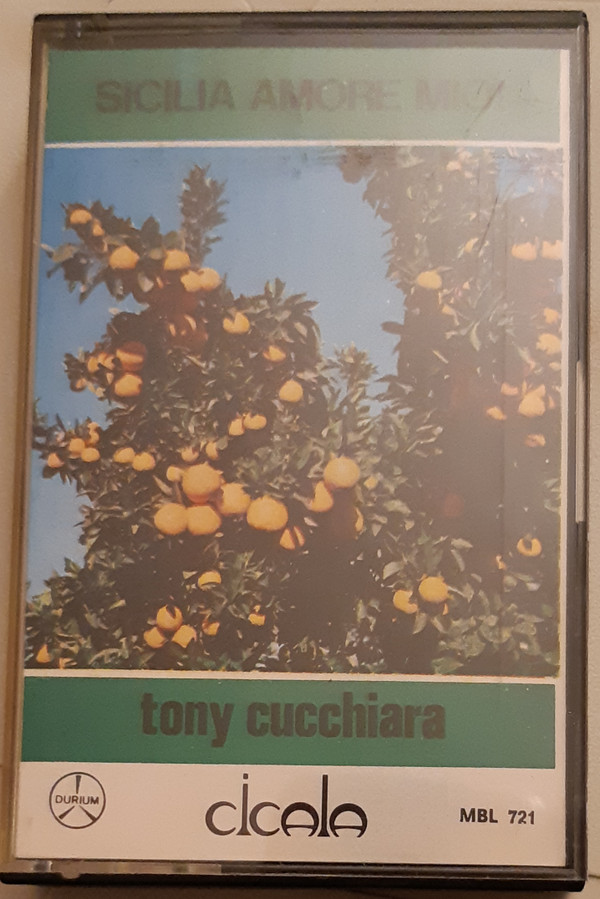 SICILIA AMORE MIO
tony cucchiara
DURIUM
cicala
MBL 721